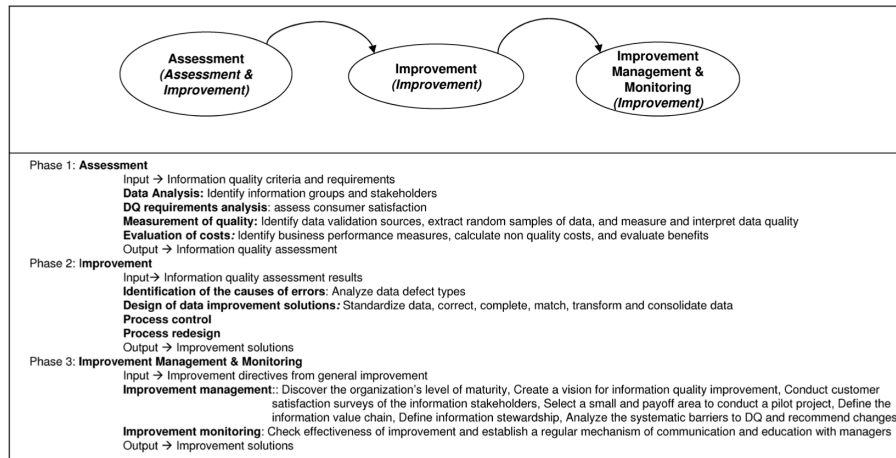 Assessment
(Assessment &
Improvement)
Improvement
(Improvement)
Improvement
Management &
Monitoring
(Improvement)
Phase 1: Assessment
Input → Information quality criteria and requirements
Data Analysis: Identify information groups and stakeholders
DQ requirements analysis: assess consumer satisfaction
Measurement of quality: Identify data validation sources, extract random samples of data, and measure and interpret data quality
Evaluation of costs: Identify business performance measures, calculate non quality costs, and evaluate benefits
Output → Information quality assessment
Phase 2: Improvement
Input→ Information quality assessment results
Identification of the causes of errors: Analyze data defect types
Design of data improvement solutions: Standardize data, correct, complete, match, transform and consolidate data
Process control
Process redesign
Output → Improvement solutions
Phase 3: Improvement Management & Monitoring
Input → Improvement directives from general improvement
Improvement management:: Discover the organization's level of maturity, Create a vision for information quality improvement, Conduct customer
satisfaction surveys of the information stakeholders, Select a small and payoff area to conduct a pilot project, Define the
information value chain, Define information stewardship, Analyze the systematic barriers to DQ and recommend changes
Improvement monitoring: Check effectiveness of improvement and establish a regular mechanism of communication and education with managers
Output → Improvement solutions